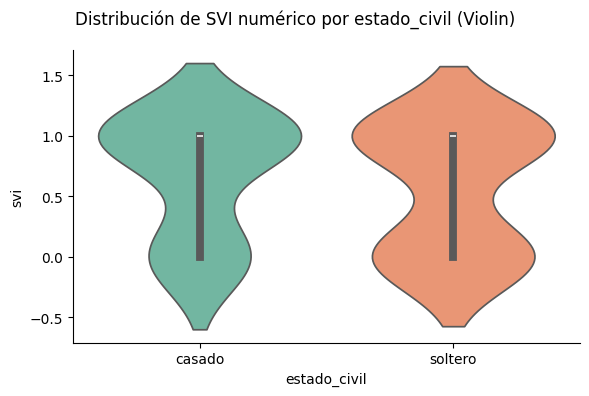 Distribución de SVI numérico por estado_civil (Violin)
1.5
1.0
0.5
0.0
−0.5
svi
casado
soltero
estado_civil